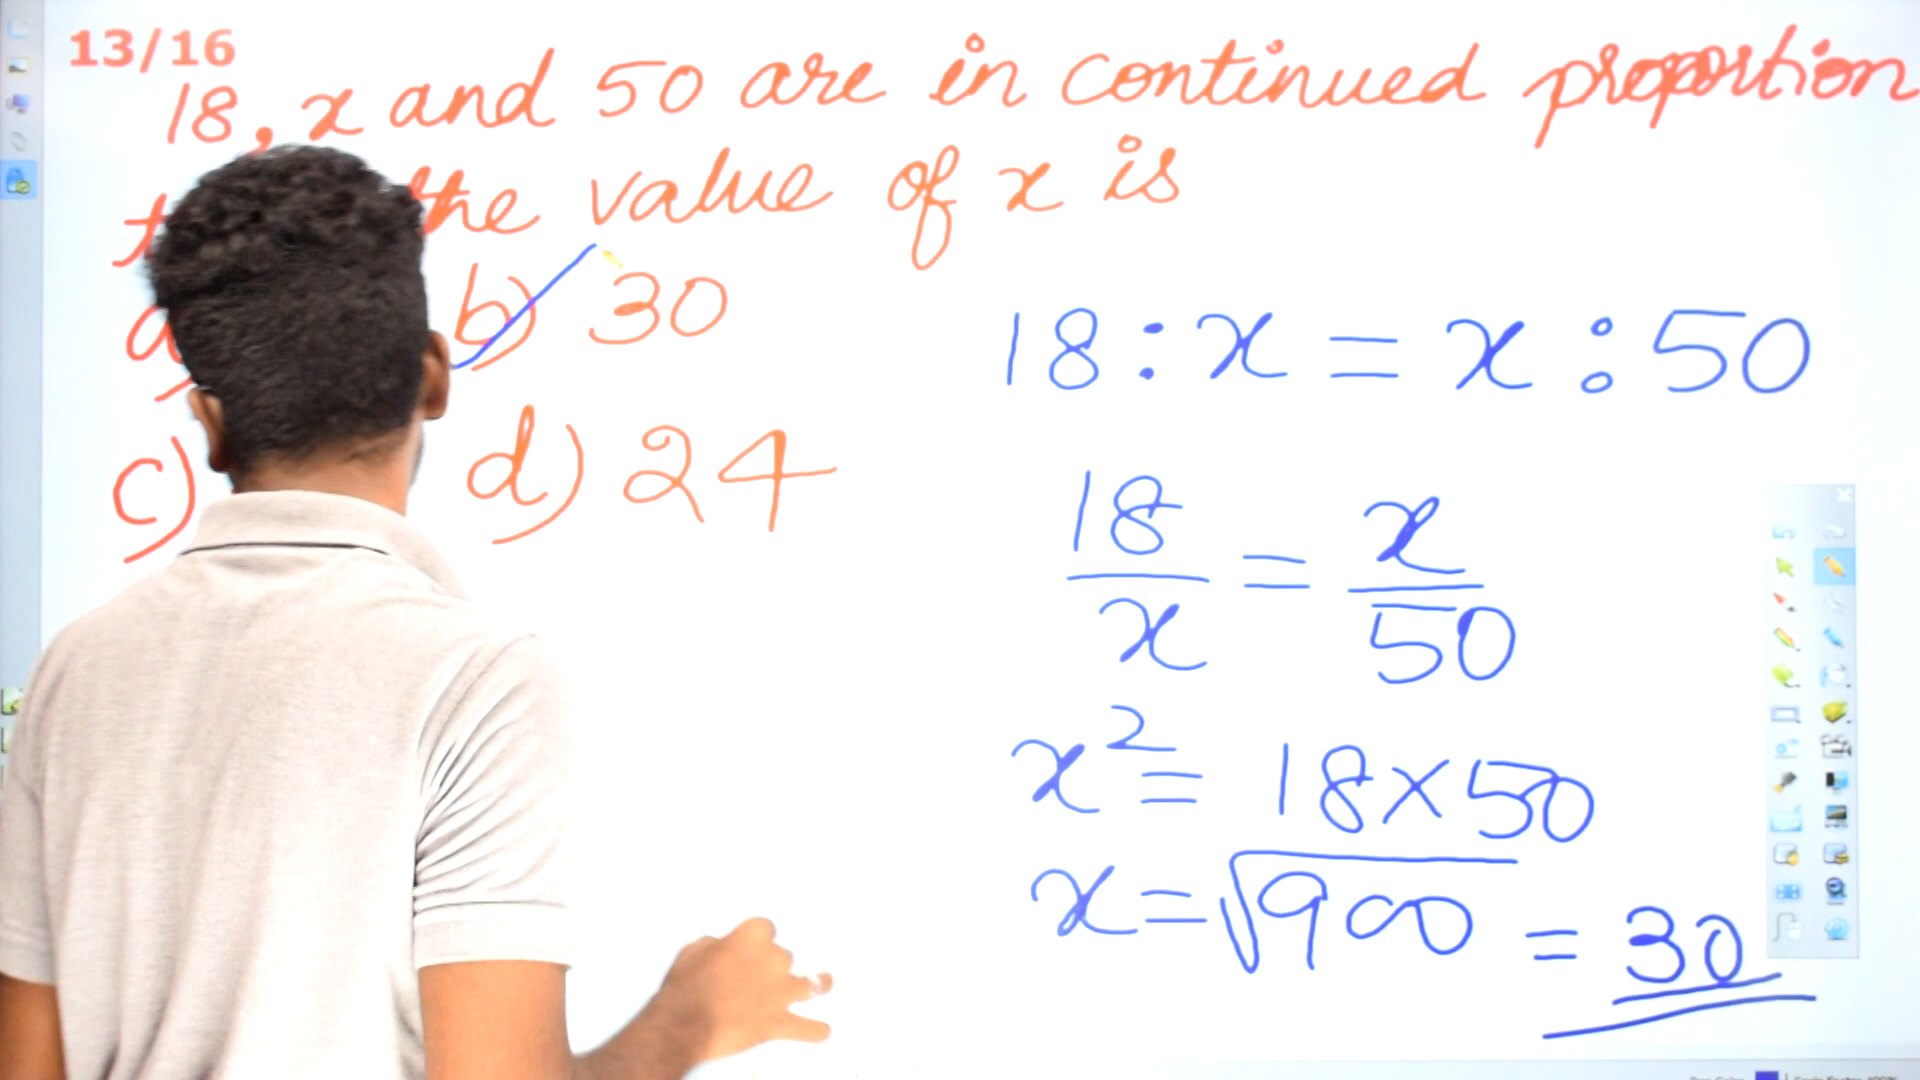 13/16
18, x and 50 are in continued proportion
the value of x is
b) 30
c)
d) 24
18 : x = x : 50
18/x = x/50
x² = 18 × 50
x = √900 = 30